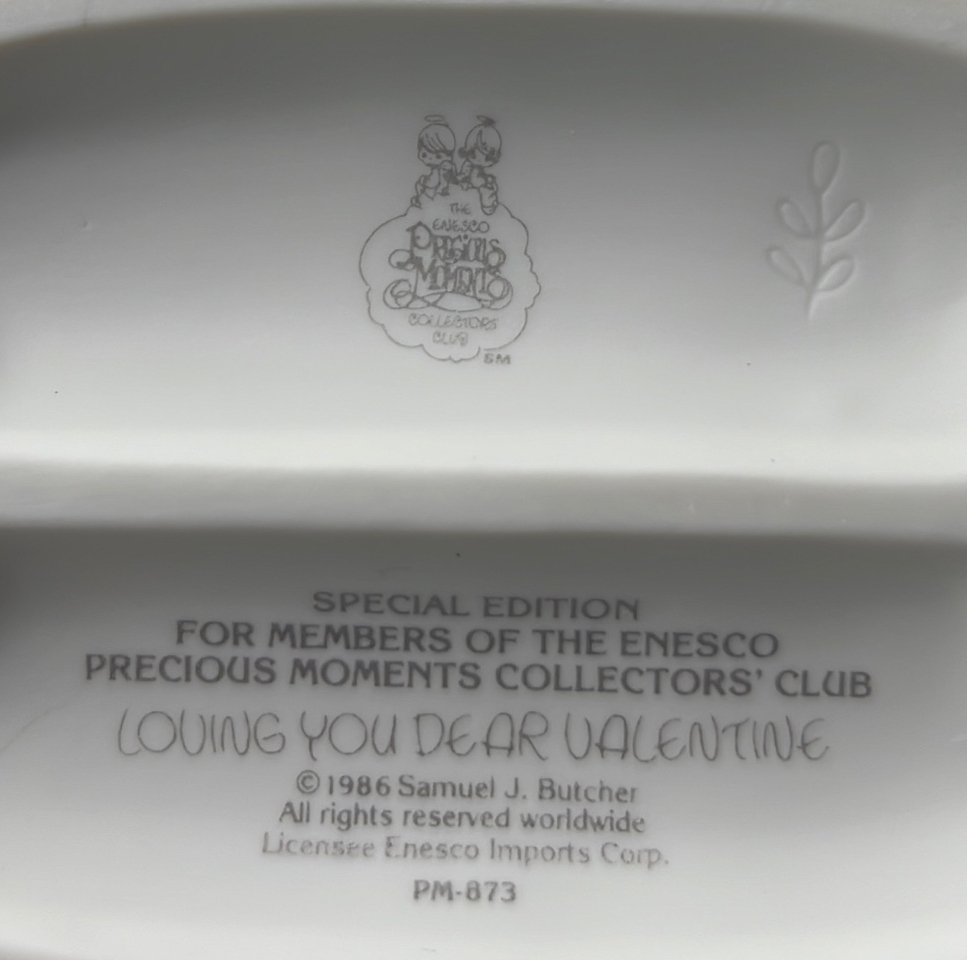 THE
ENESCO
PRECIOUS
MOMENTS
COLLECTORS'
CLUB
SM
SPECIAL EDITION
FOR MEMBERS OF THE ENESCO
PRECIOUS MOMENTS COLLECTORS' CLUB
LOVING YOU DEAR VALENTINE
© 1986 Samuel J. Butcher
All rights reserved worldwide
Licensee Enesco Imports Corp.
PM-873